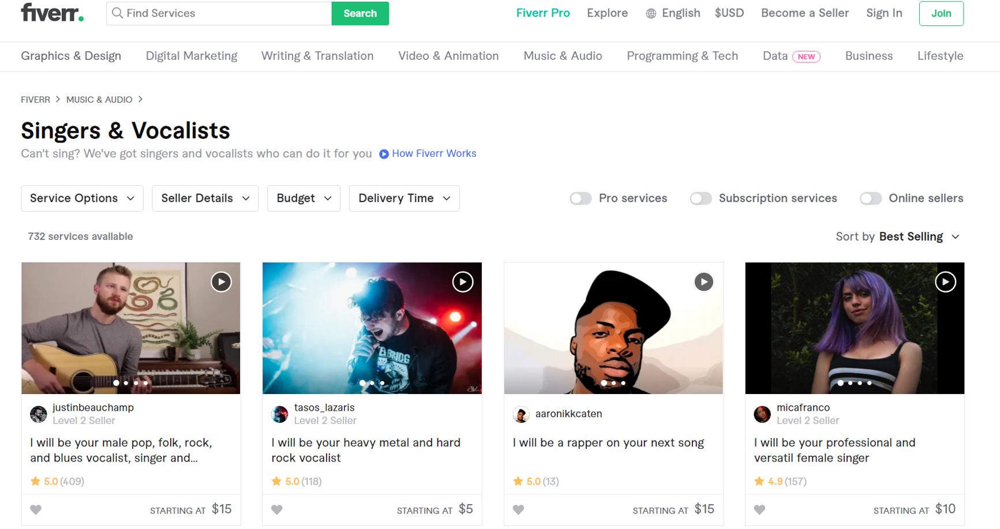 fiverr.
Find Services
Search
Fiverr Pro
Explore
English
$USD
Become a Seller
Sign In
Join
Graphics & Design
Digital Marketing
Writing & Translation
Video & Animation
Music & Audio
Programming & Tech
Data NEW
Business
Lifestyle
FIVERR > MUSIC & AUDIO >
Singers & Vocalists
Can't sing? We've got singers and vocalists who can do it for you
How Fiverr Works
Service Options
Seller Details
Budget
Delivery Time
Pro services
Subscription services
Online sellers
732 services available
Sort by Best Selling
justinbeauchamp
Level 2 Seller
I will be your male pop, folk, rock,
and blues vocalist, singer and...
5.0 (409)
STARTING AT $15
tasos_lazaris
Level 2 Seller
I will be your heavy metal and hard
rock vocalist
5.0 (118)
STARTING AT $5
aaronikkcaten
I will be a rapper on your next song
5.0 (13)
STARTING AT $15
micafranco
Level 2 Seller
I will be your professional and
versatil female singer
4.9 (157)
STARTING AT $10